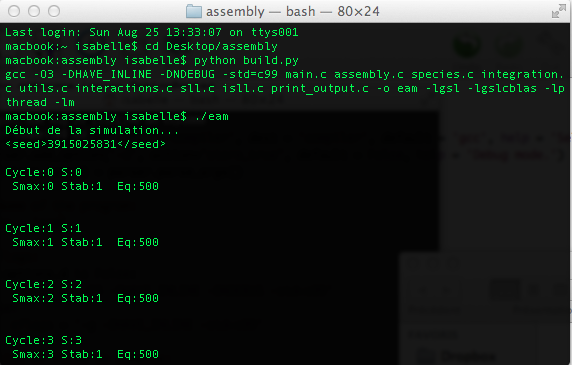 assembly — bash — 80×24
Last login: Sun Aug 25 13:33:07 on ttys001
macbook:~ isabelle$ cd Desktop/assembly
macbook:assembly isabelle$ python build.py
gcc -O3 -DHAVE_INLINE -DNDEBUG -std=c99 main.c assembly.c species.c integration.
c utils.c interactions.c sll.c isll.c print_output.c -o eam -lgsl -lgslcblas -lp
thread -lm
macbook:assembly isabelle$ ./eam
Début de la simulation...
<seed>3915025831</seed>
Cycle:0 S:0
Smax:0 Stab:1  Eq:500
Cycle:1 S:1
Smax:1 Stab:1  Eq:500
Cycle:2 S:2
Smax:2 Stab:1  Eq:500
Cycle:3 S:3
Smax:3 Stab:1  Eq:500